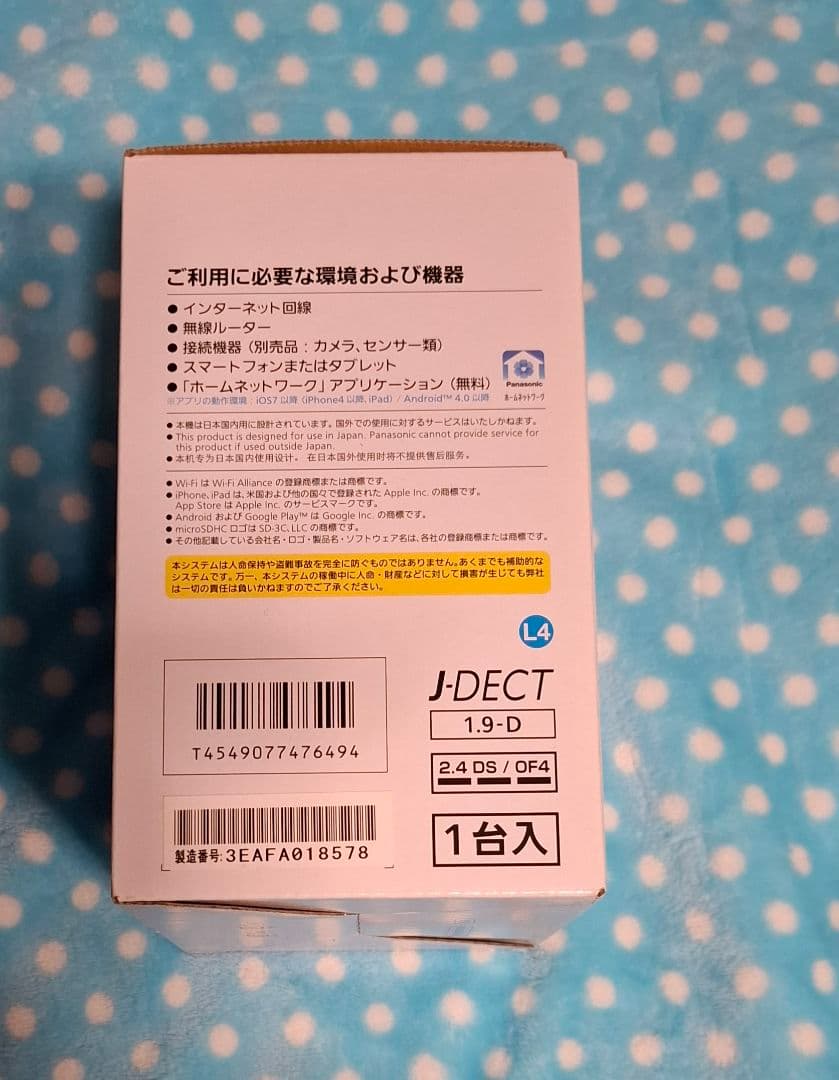 ご利用に必要な環境および機器
● インターネット回線
● 無線ルーター
● 接続機器（別売品：カメラ、センサー類）
● スマートフォンまたはタブレット
● 「ホームネットワーク」アプリケーション（無料）
Panasonic
ホームネットワーク
※アプリの動作環境：iOS7 以降（iPhone4 以降、iPad）/ Android™ 4.0 以降
● 本機は日本国内用に設計されています。国外での使用に対するサービスはいたしかねます。
● This product is designed for use in Japan. Panasonic cannot provide service for
this product if used outside Japan.
● 本机专为日本国内使用设计。 在日本国外使用时将不提供售后服务。
● Wi-Fi は Wi-Fi Alliance の登録商標または商標です。
● iPhone、iPad は、米国および他の国々で登録された Apple Inc. の商標です。
App Store は Apple Inc. のサービスマークです。
● Android および Google Play™ は Google Inc. の商標です。
● microSDHC ロゴは SD-3C, LLC の商標です。
● その他記載している会社名・ロゴ・製品名・ソフトウェア名は、各社の登録商標または商標です。
本システムは人命保持や盗難事故を完全に防ぐものではありません。あくまでも補助的な
システムです。万一、本システムの稼働中に人命・財産などに対して損害が生じても弊社
は一切の責任は負いかねますのでご了承ください。
L4
J-DECT
1.9-D
2.4 DS / OF4
1台入
T4549077476494
製造番号:3EAFA018578